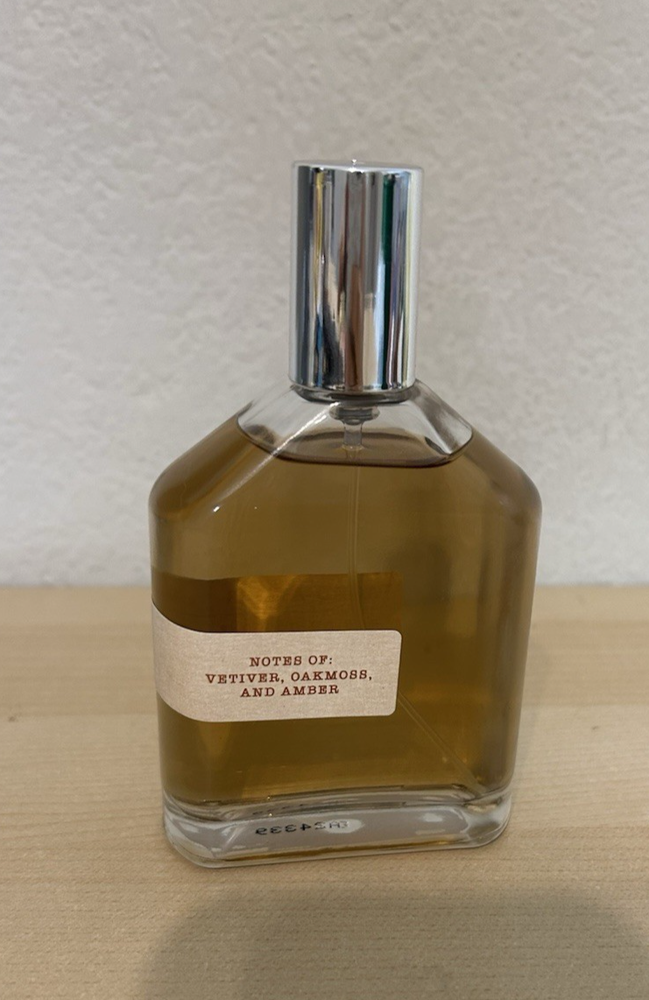 NOTES OF:
VETIVER, OAKMOSS,
AND AMBER